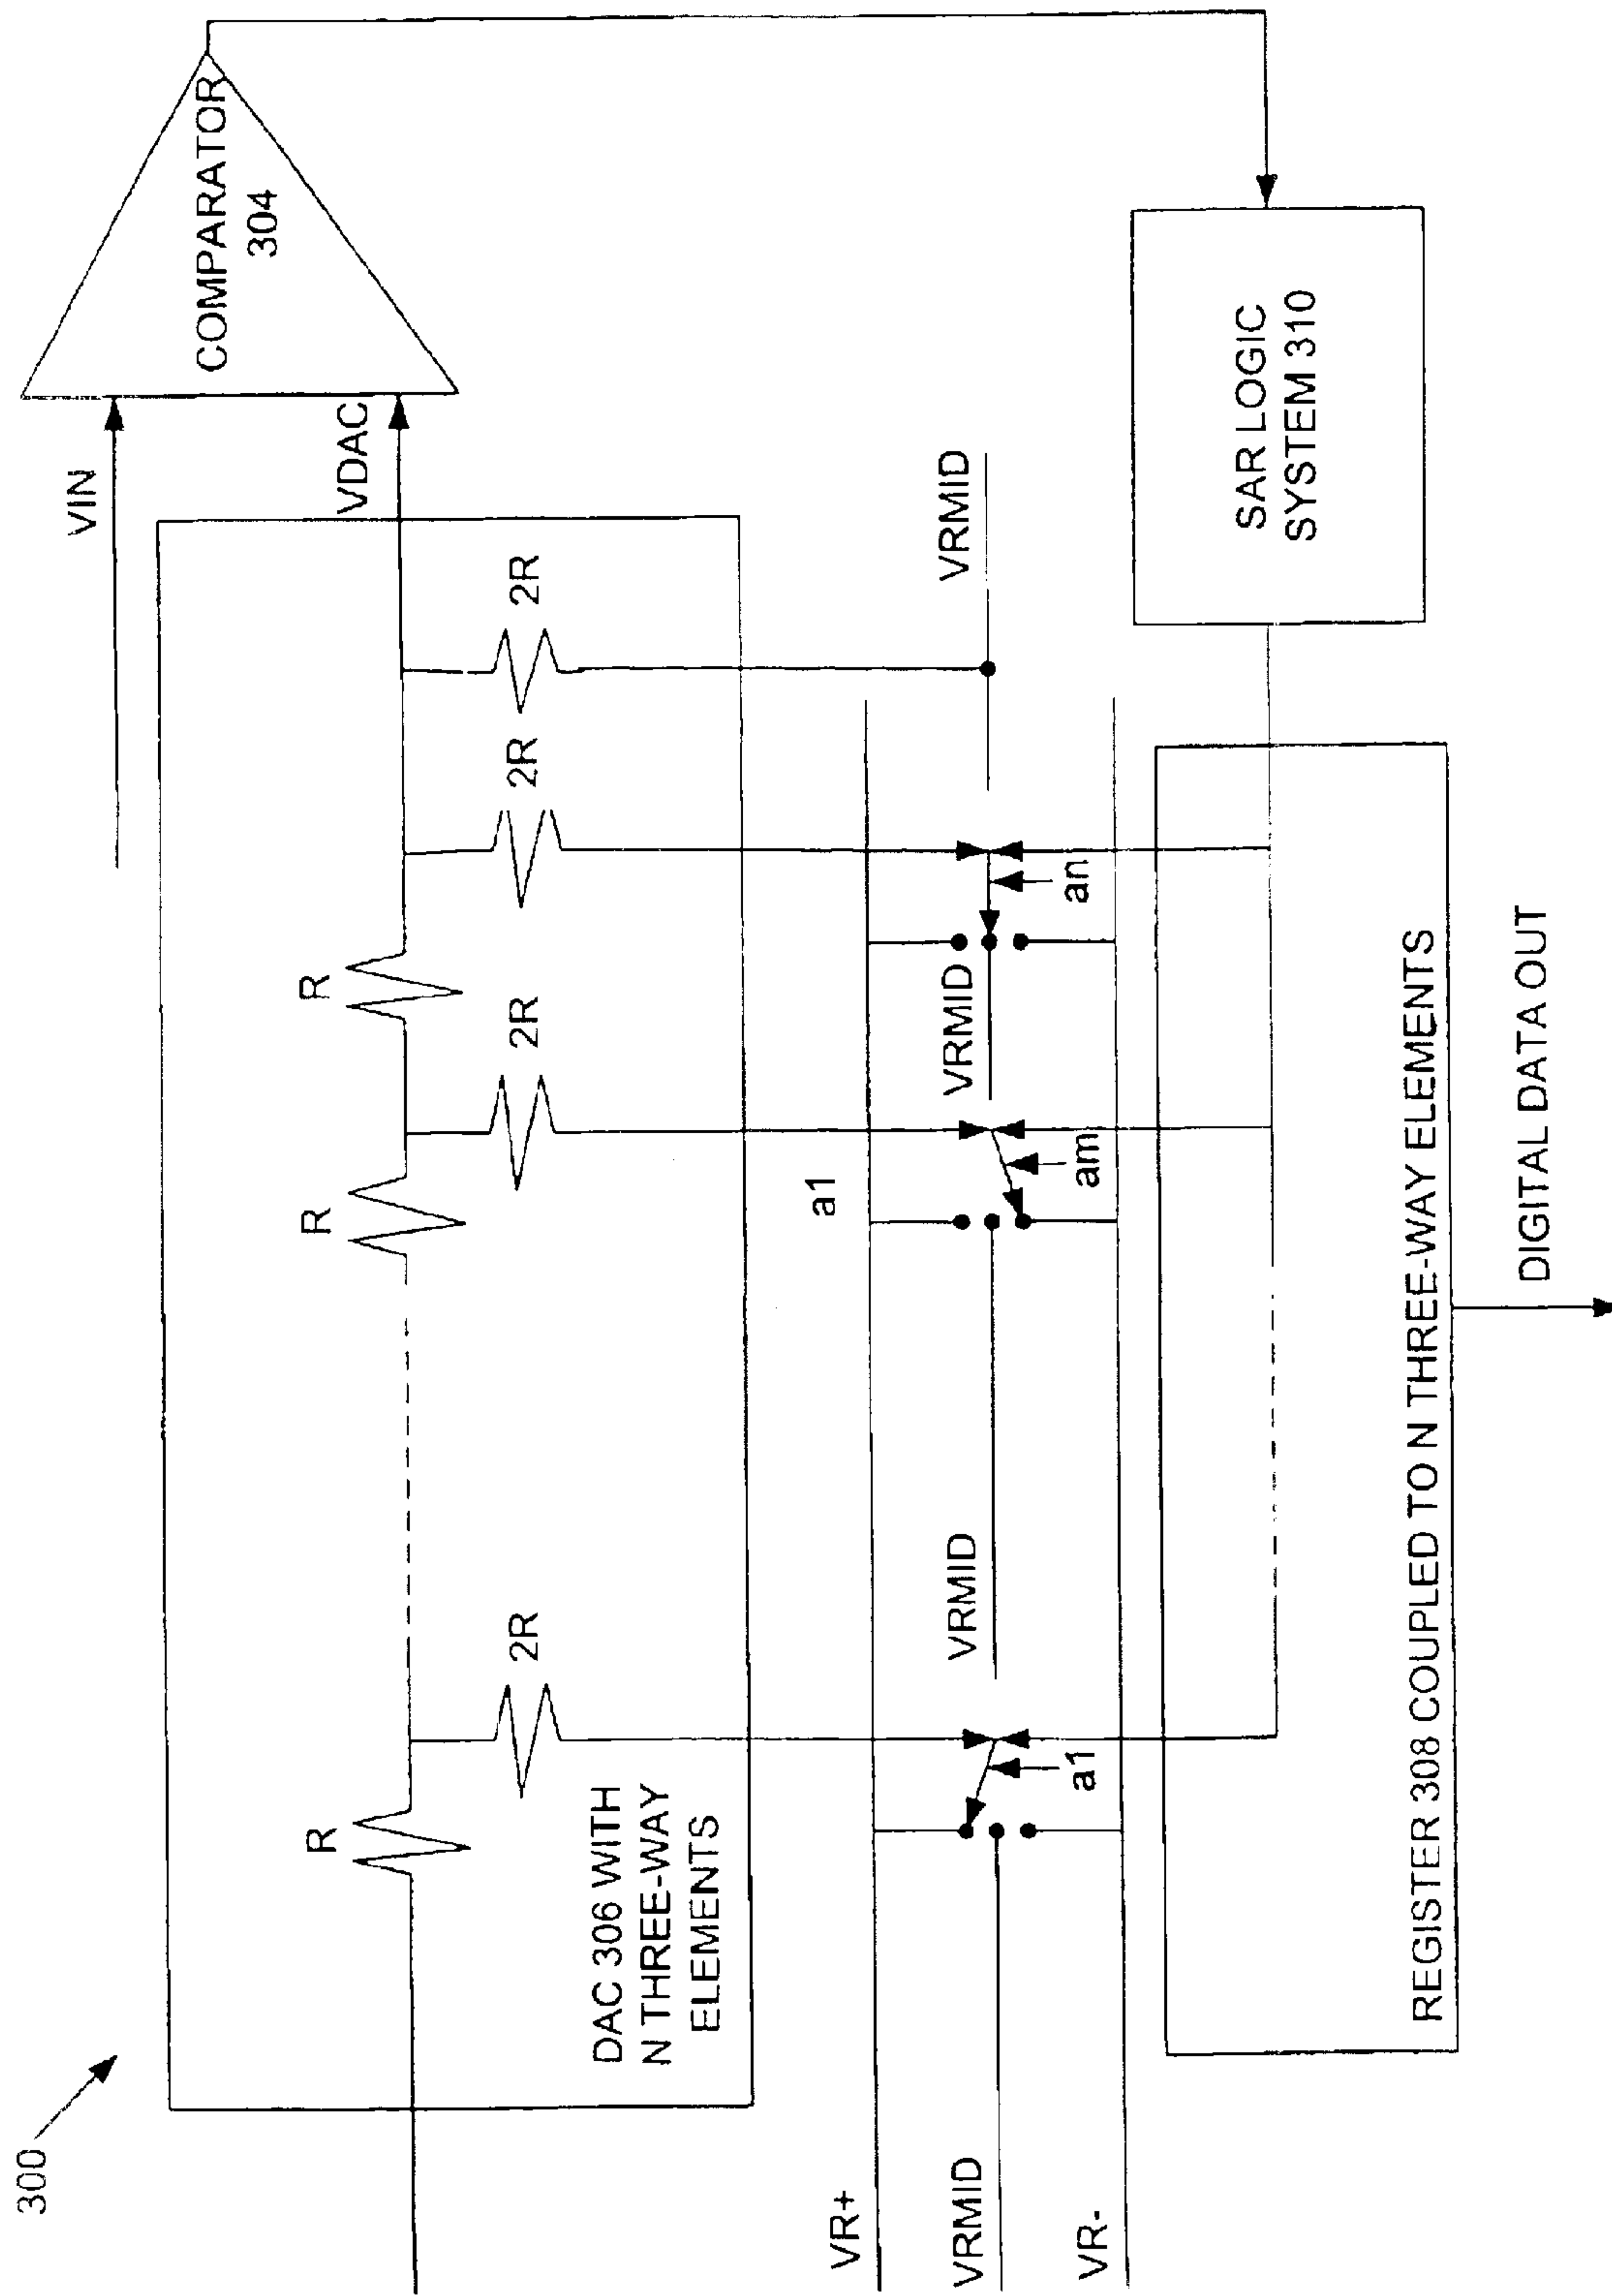 300
VIN
VDAC
COMPARATOR
304
R
R
R
2R
2R
2R
2R
DAC 306 WITH
N THREE-WAY
ELEMENTS
VR+
VRMID
VR-
a1
VRMID
a1
am
VRMID
an
VRMID
SAR LOGIC
SYSTEM 310
REGISTER 308 COUPLED TO N THREE-WAY ELEMENTS
DIGITAL DATA OUT